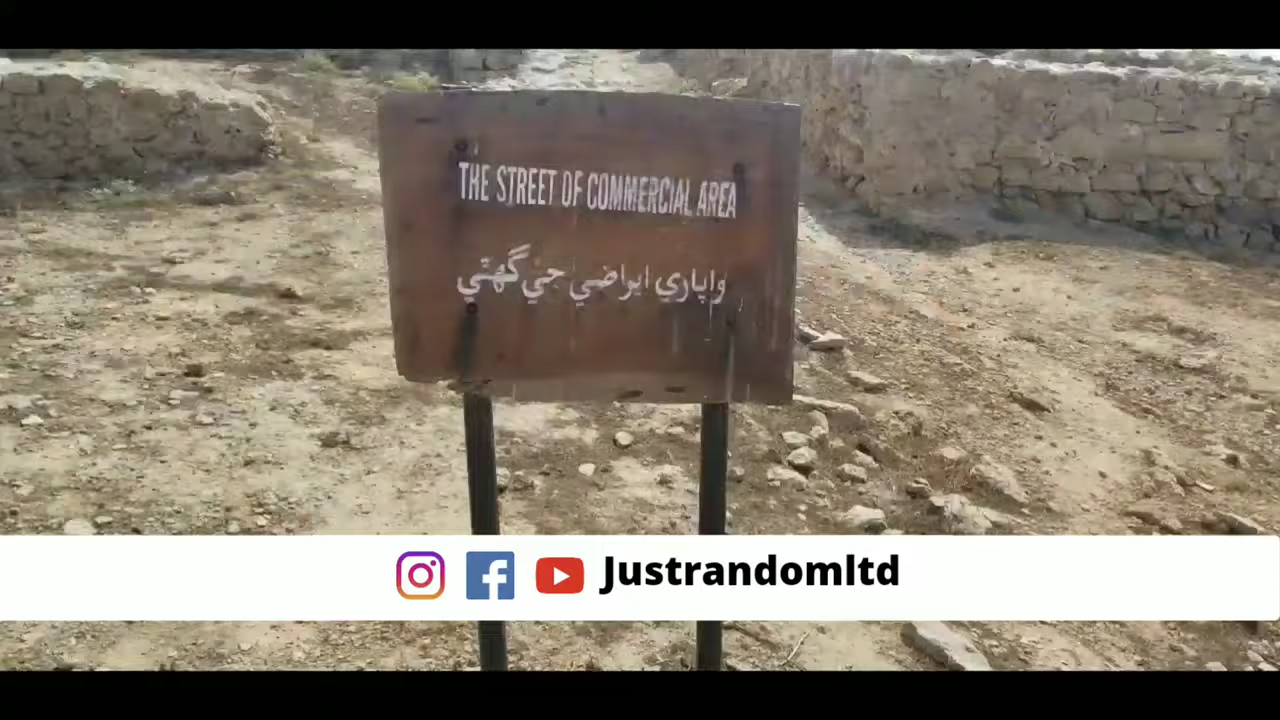 THE STREET OF COMMERCIAL AREA
واپاري ايراضي جي گهٽي
Justrandomltd